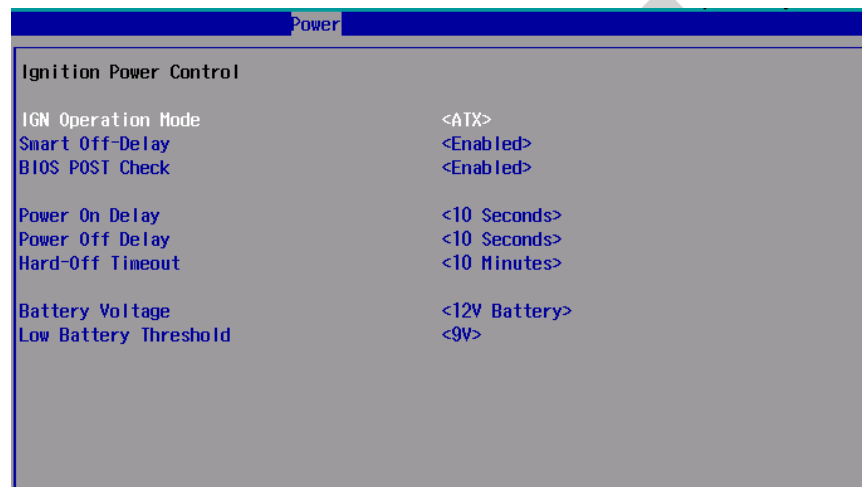 Power
Ignition Power Control
IGN Operation Mode <ATX>
Smart Off-Delay <Enabled>
BIOS POST Check <Enabled>
Power On Delay <10 Seconds>
Power Off Delay <10 Seconds>
Hard-Off Timeout <10 Minutes>
Battery Voltage <12V Battery>
Low Battery Threshold <9V>